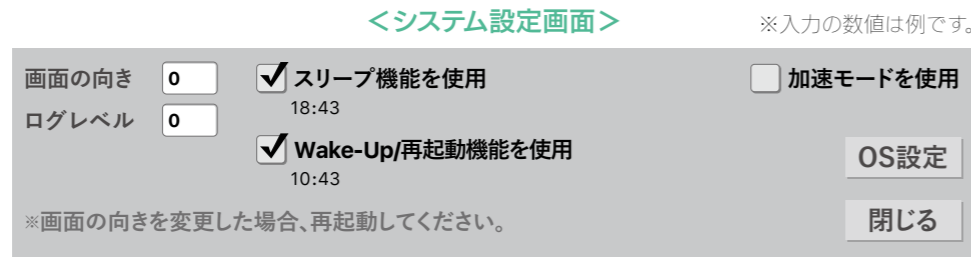 ＜システム設定画面＞
※入力の数値は例です。
画面の向き 0 スリープ機能を使用 加速モードを使用
18:43
ログレベル 0
Wake-Up/再起動機能を使用
10:43
OS設定
※画面の向きを変更した場合、再起動してください。
閉じる